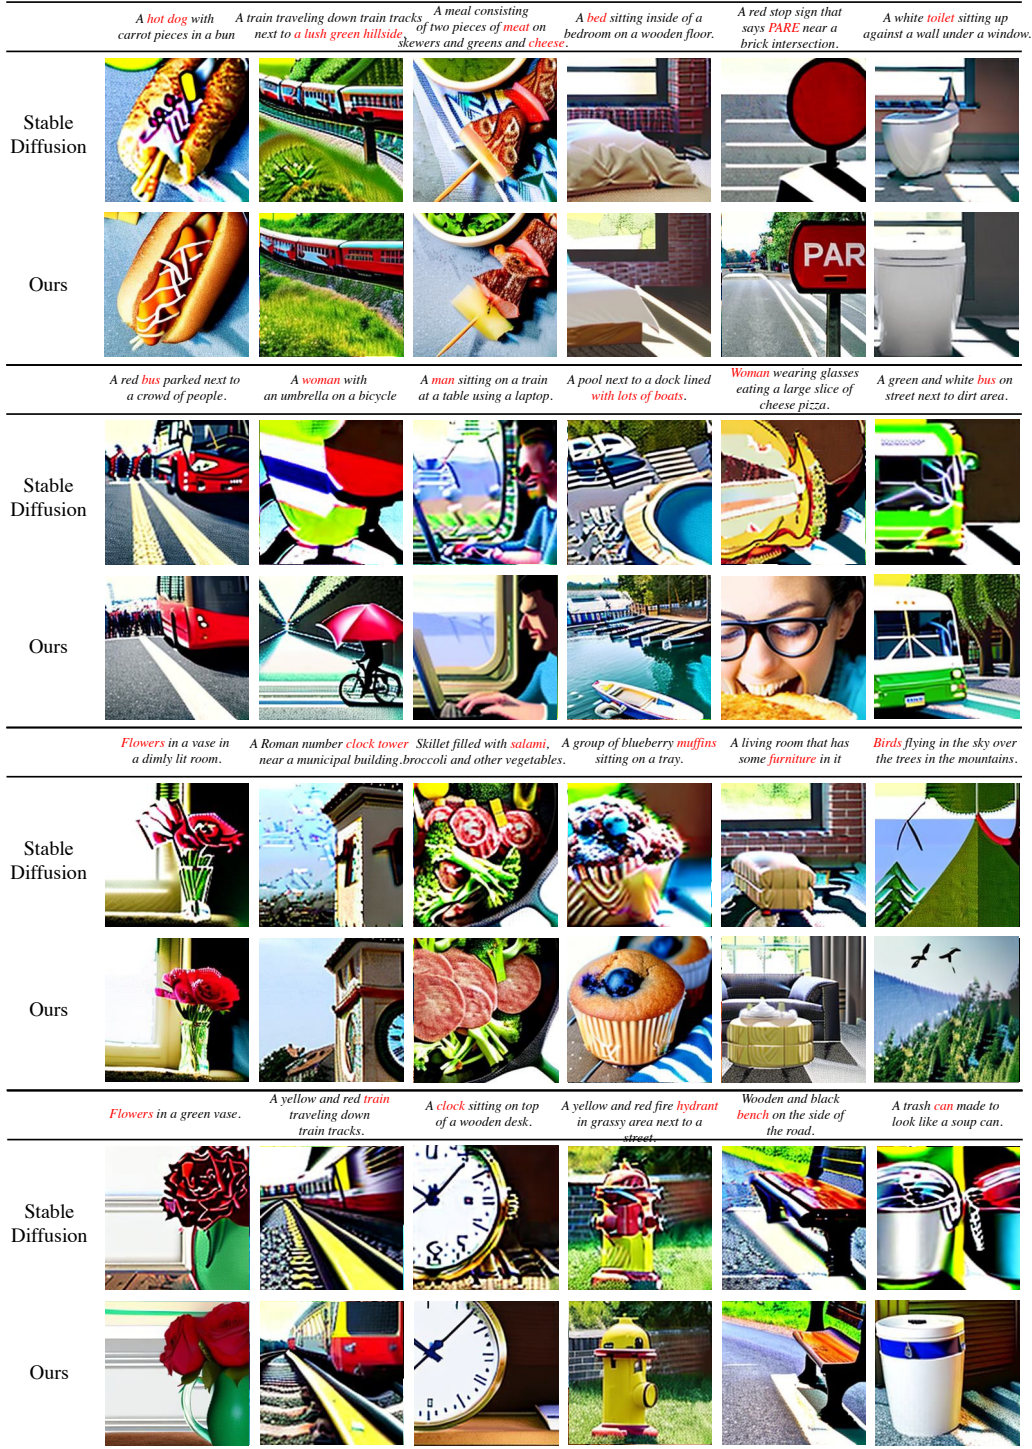 A hot dog with
carrot pieces in a bun
A train traveling down train tracks
next to a lush green hillside.
A meal consisting
of two pieces of meat on
skewers and greens and cheese.
A bed sitting inside of a
bedroom on a wooden floor.
A red stop sign that
says PARE near a
brick intersection.
A white toilet sitting up
against a wall under a window.
Stable
Diffusion
Ours
PAR
A red bus parked next to
a crowd of people.
A woman with
an umbrella on a bicycle
A man sitting on a train
at a table using a laptop.
A pool next to a dock lined
with lots of boats.
Woman wearing glasses
eating a large slice of
cheese pizza.
A green and white bus on
street next to dirt area.
Stable
Diffusion
Ours
Flowers in a vase in
a dimly lit room.
A Roman number clock tower
near a municipal building.
Skillet filled with salami,
broccoli and other vegetables.
A group of blueberry muffins
sitting on a tray.
A living room that has
some furniture in it
Birds flying in the sky over
the trees in the mountains.
Stable
Diffusion
Ours
Flowers in a green vase.
A yellow and red train
traveling down
train tracks.
A clock sitting on top
of a wooden desk.
A yellow and red fire hydrant
in grassy area next to a
street.
Wooden and black
bench on the side of
the road.
A trash can made to
look like a soup can.
Stable
Diffusion
Ours